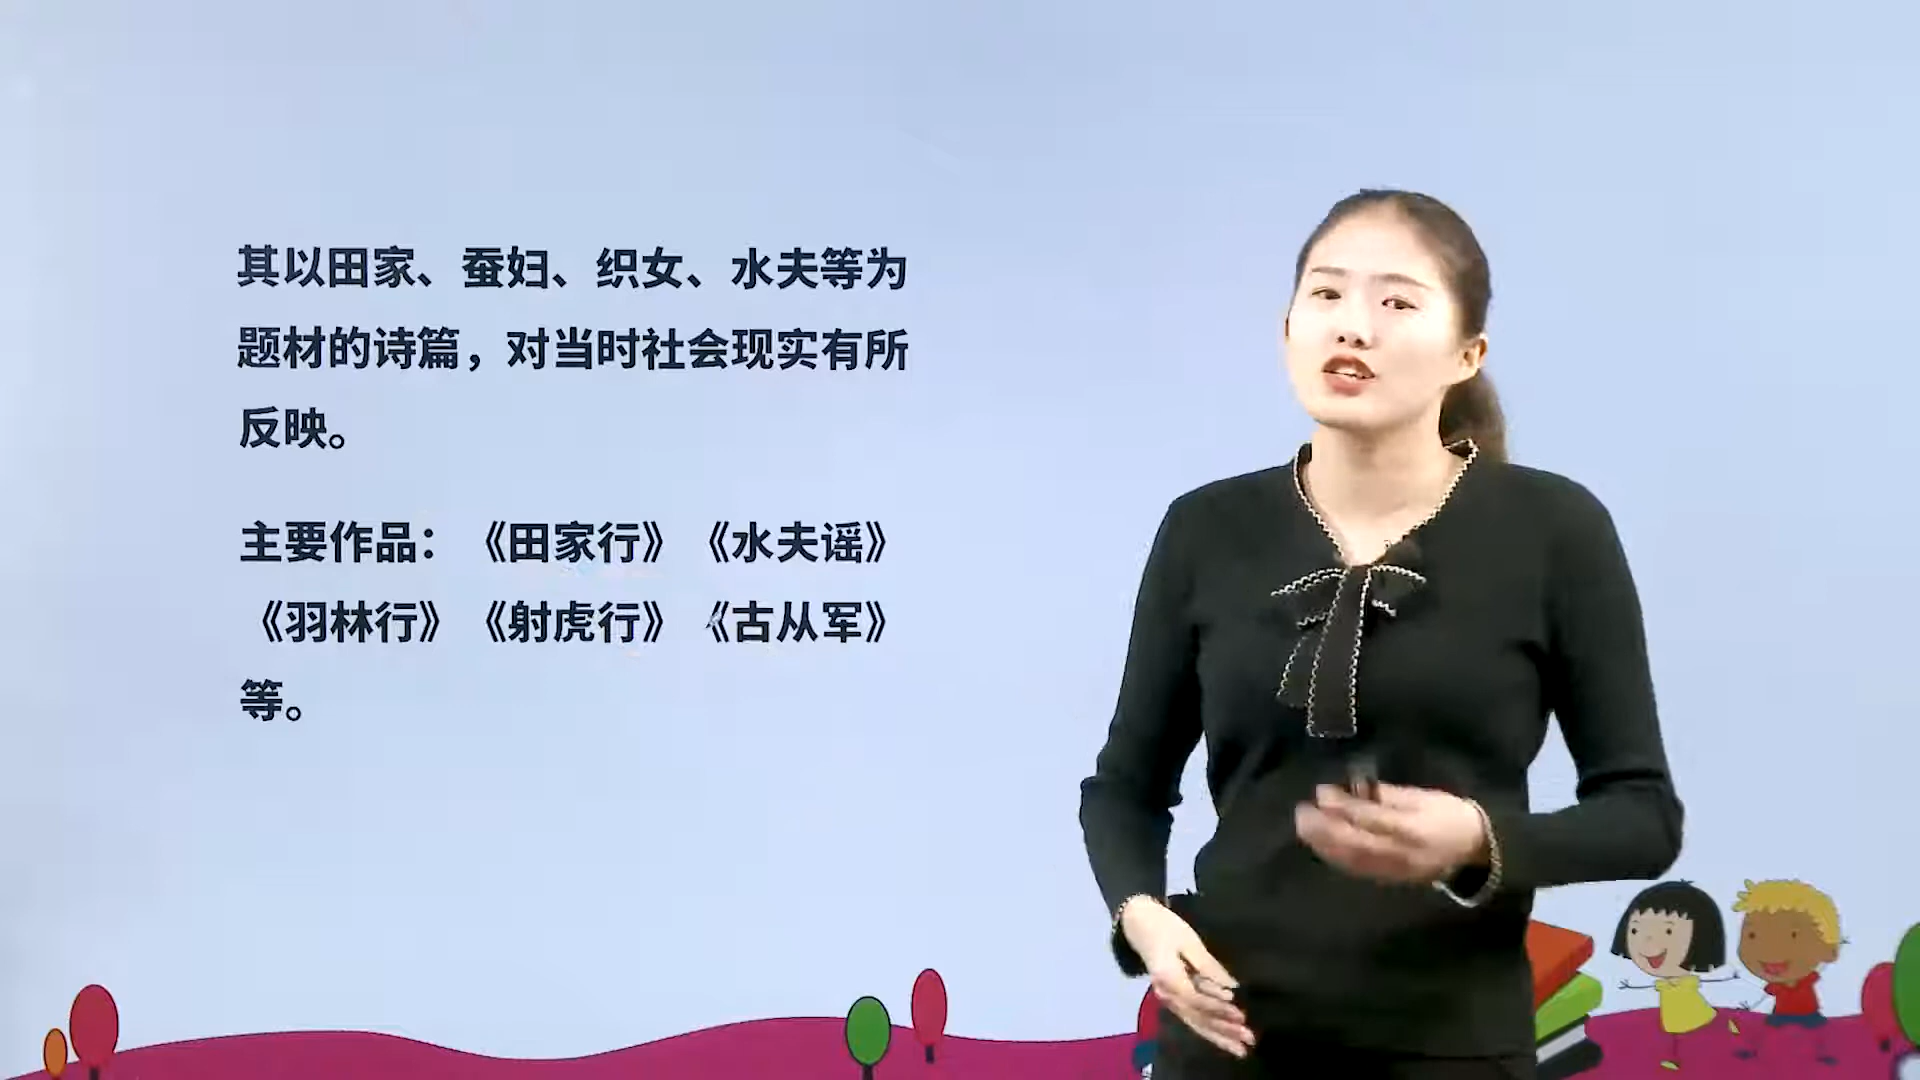 其以田家、蚕妇、织女、水夫等为
题材的诗篇，对当时社会现实有所
反映。
主要作品：《田家行》《水夫谣》
《羽林行》《射虎行》《古从军》
等。